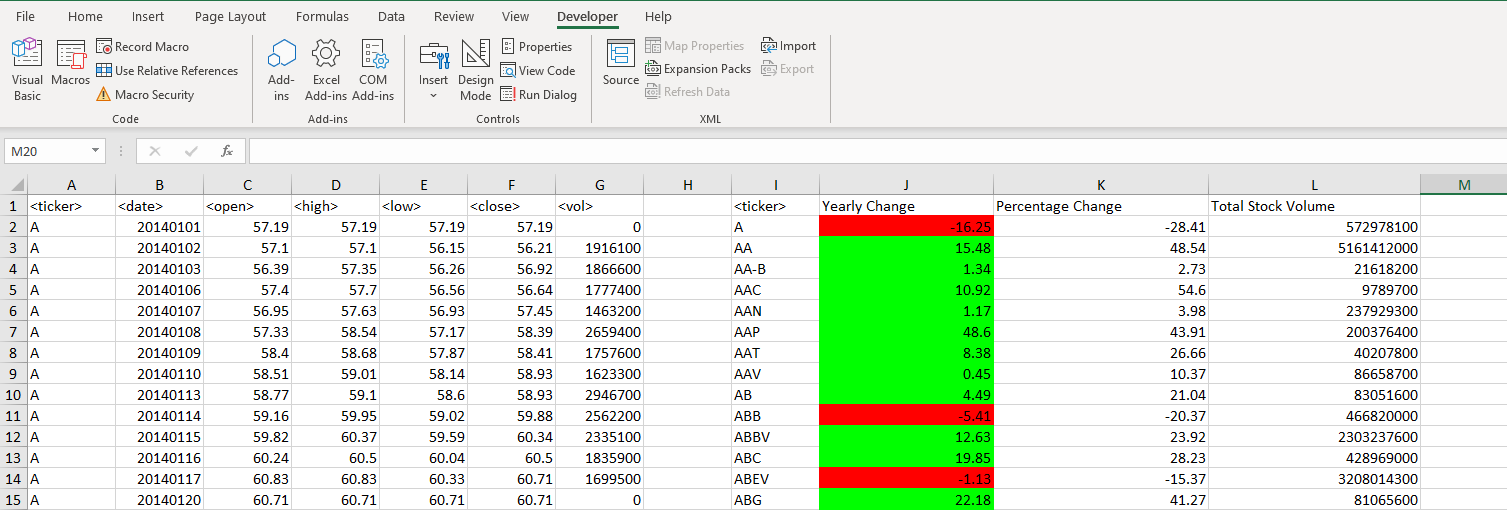 File Home Insert Page Layout Formulas Data Review View Developer Help
Visual Basic
Macros
Record Macro
Use Relative References
Macro Security
Code
Add-ins
Excel Add-ins
COM Add-ins
Add-ins
Insert
Design Mode
Properties
View Code
Run Dialog
Controls
Source
Map Properties
Expansion Packs
Refresh Data
Import
Export
XML
M20 fx
A B C D E F G H I J K L M
1 <ticker> <date> <open> <high> <low> <close> <vol> <ticker> Yearly Change Percentage Change Total Stock Volume
2 A 20140101 57.19 57.19 57.19 57.19 0 A -16.25 -28.41 572978100
3 A 20140102 57.1 57.1 56.15 56.21 1916100 AA 15.48 48.54 5161412000
4 A 20140103 56.39 57.35 56.26 56.92 1866600 AA-B 1.34 2.73 21618200
5 A 20140106 57.4 57.7 56.56 56.64 1777400 AAC 10.92 54.6 9789700
6 A 20140107 56.95 57.63 56.93 57.45 1463200 AAN 1.17 3.98 237929300
7 A 20140108 57.33 58.54 57.17 58.39 2659400 AAP 48.6 43.91 200376400
8 A 20140109 58.4 58.68 57.87 58.41 1757600 AAT 8.38 26.66 40207800
9 A 20140110 58.51 59.01 58.14 58.93 1623300 AAV 0.45 10.37 86658700
10 A 20140113 58.77 59.1 58.6 58.93 2946700 AB 4.49 21.04 83051600
11 A 20140114 59.16 59.95 59.02 59.88 2562200 ABB -5.41 -20.37 466820000
12 A 20140115 59.82 60.37 59.59 60.34 2335100 ABBV 12.63 23.92 2303237600
13 A 20140116 60.24 60.5 60.04 60.5 1835900 ABC 19.85 28.23 428969000
14 A 20140117 60.83 60.83 60.33 60.71 1699500 ABEV -1.13 -15.37 3208014300
15 A 20140120 60.71 60.71 60.71 60.71 0 ABG 22.18 41.27 81065600